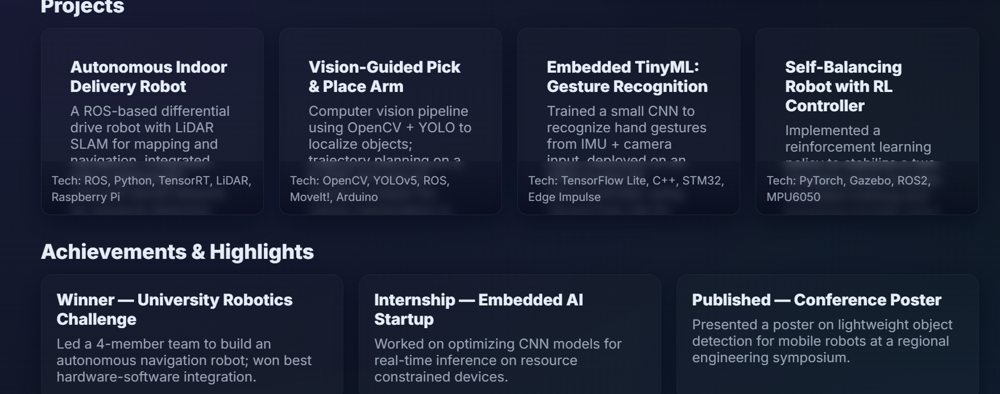 Projects
Autonomous Indoor
Delivery Robot
A ROS-based differential
drive robot with LiDAR
SLAM for mapping and
navigation, integrated
Tech: ROS, Python, TensorRT, LiDAR,
Raspberry Pi
Vision-Guided Pick
& Place Arm
Computer vision pipeline
using OpenCV + YOLO to
localize objects;
trajectory planning on a
Tech: OpenCV, YOLOv5, ROS,
MoveIt!, Arduino
Embedded TinyML:
Gesture Recognition
Trained a small CNN to
recognize hand gestures
from IMU + camera
input, deployed on an
Tech: TensorFlow Lite, C++, STM32,
Edge Impulse
Self-Balancing
Robot with RL
Controller
Implemented a
reinforcement learning
policy to stabilize a two
Tech: PyTorch, Gazebo, ROS2,
MPU6050
Achievements & Highlights
Winner — University Robotics
Challenge
Led a 4-member team to build an
autonomous navigation robot; won best
hardware-software integration.
Internship — Embedded AI
Startup
Worked on optimizing CNN models for
real-time inference on resource
constrained devices.
Published — Conference Poster
Presented a poster on lightweight object
detection for mobile robots at a regional
engineering symposium.